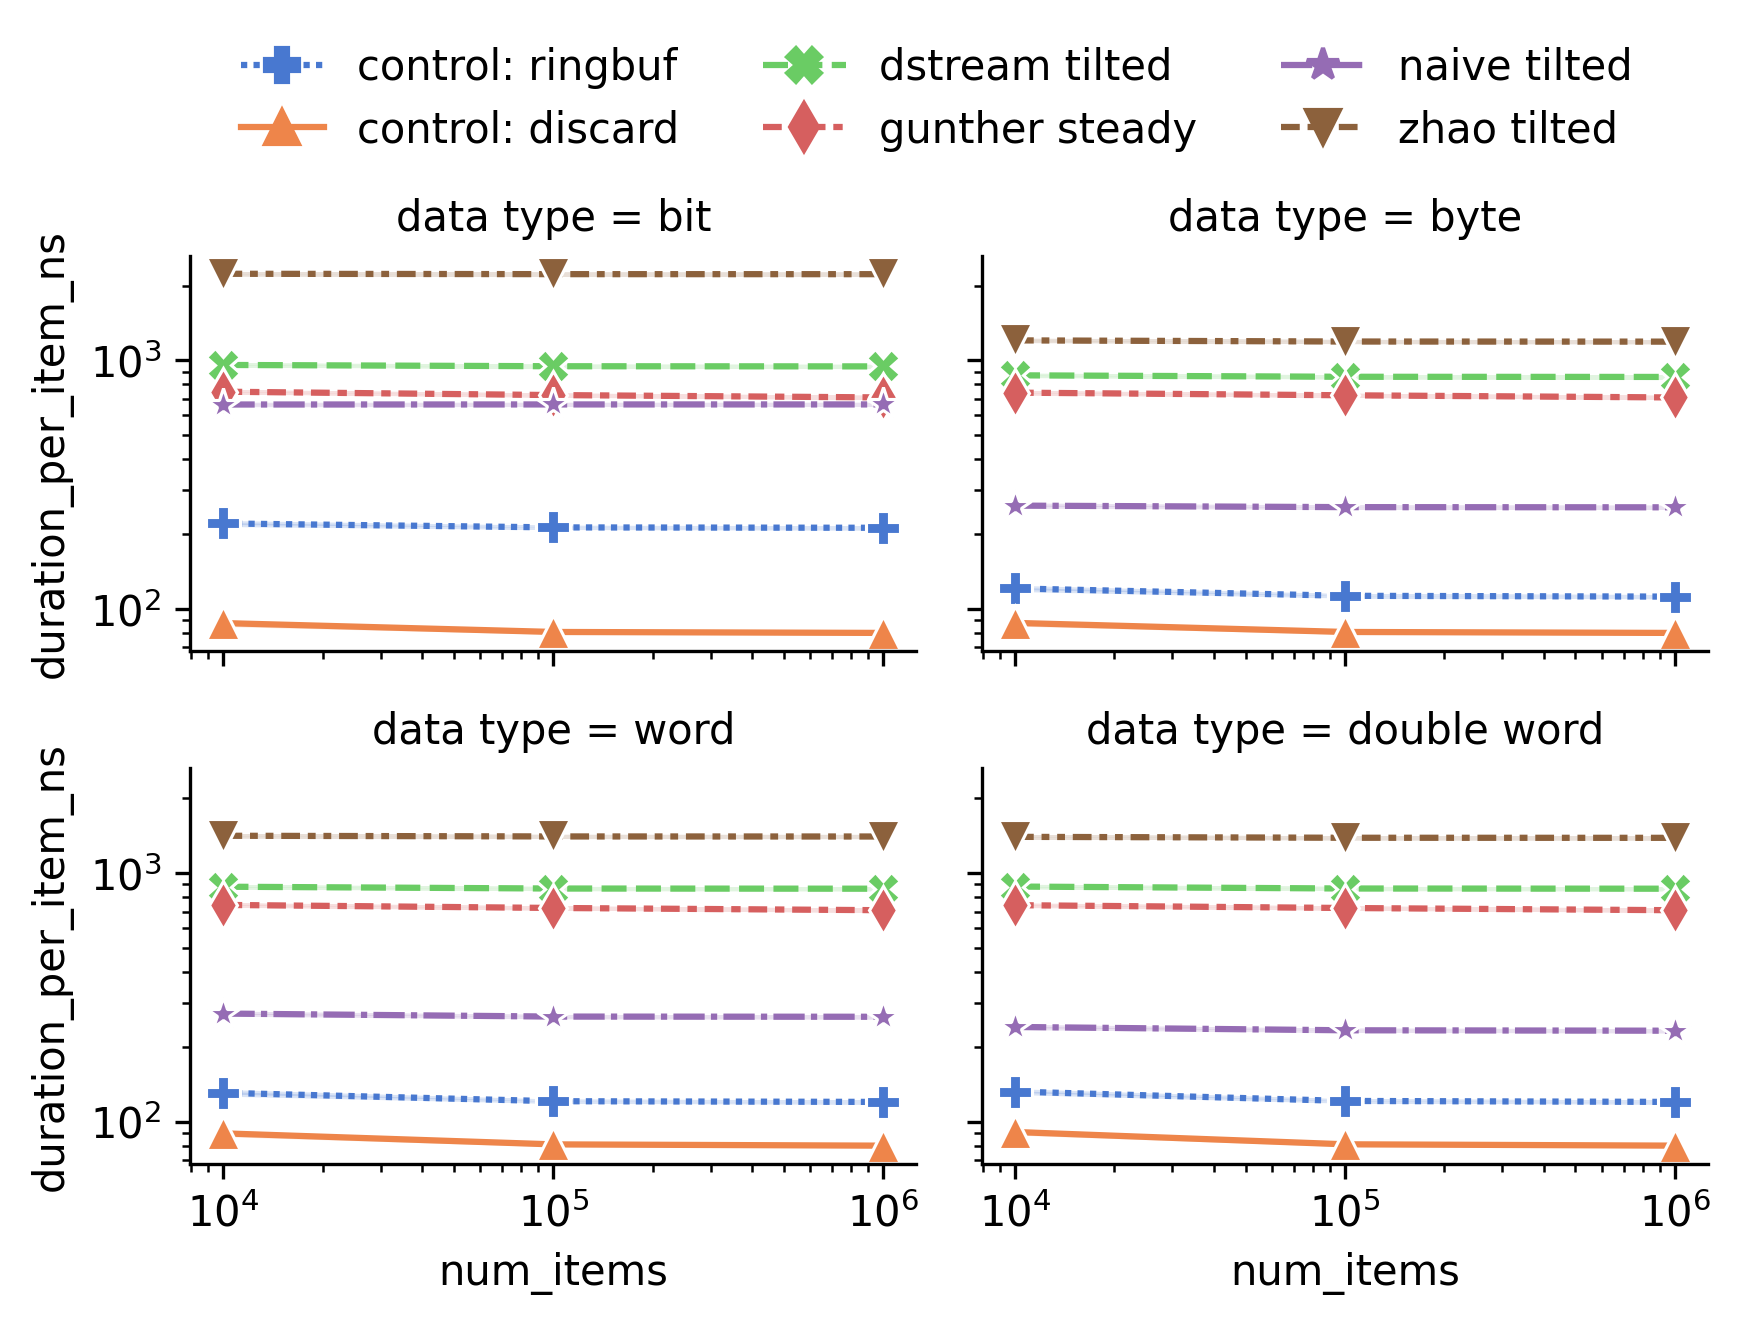 control: ringbuf dstream tilted naive tilted
control: discard gunther steady zhao tilted
data type = bit data type = byte
duration_per_item_ns
10³
10²
data type = word data type = double word
duration_per_item_ns
10³
10²
10⁴ 10⁵ 10⁶ 10⁴ 10⁵ 10⁶
num_items num_items